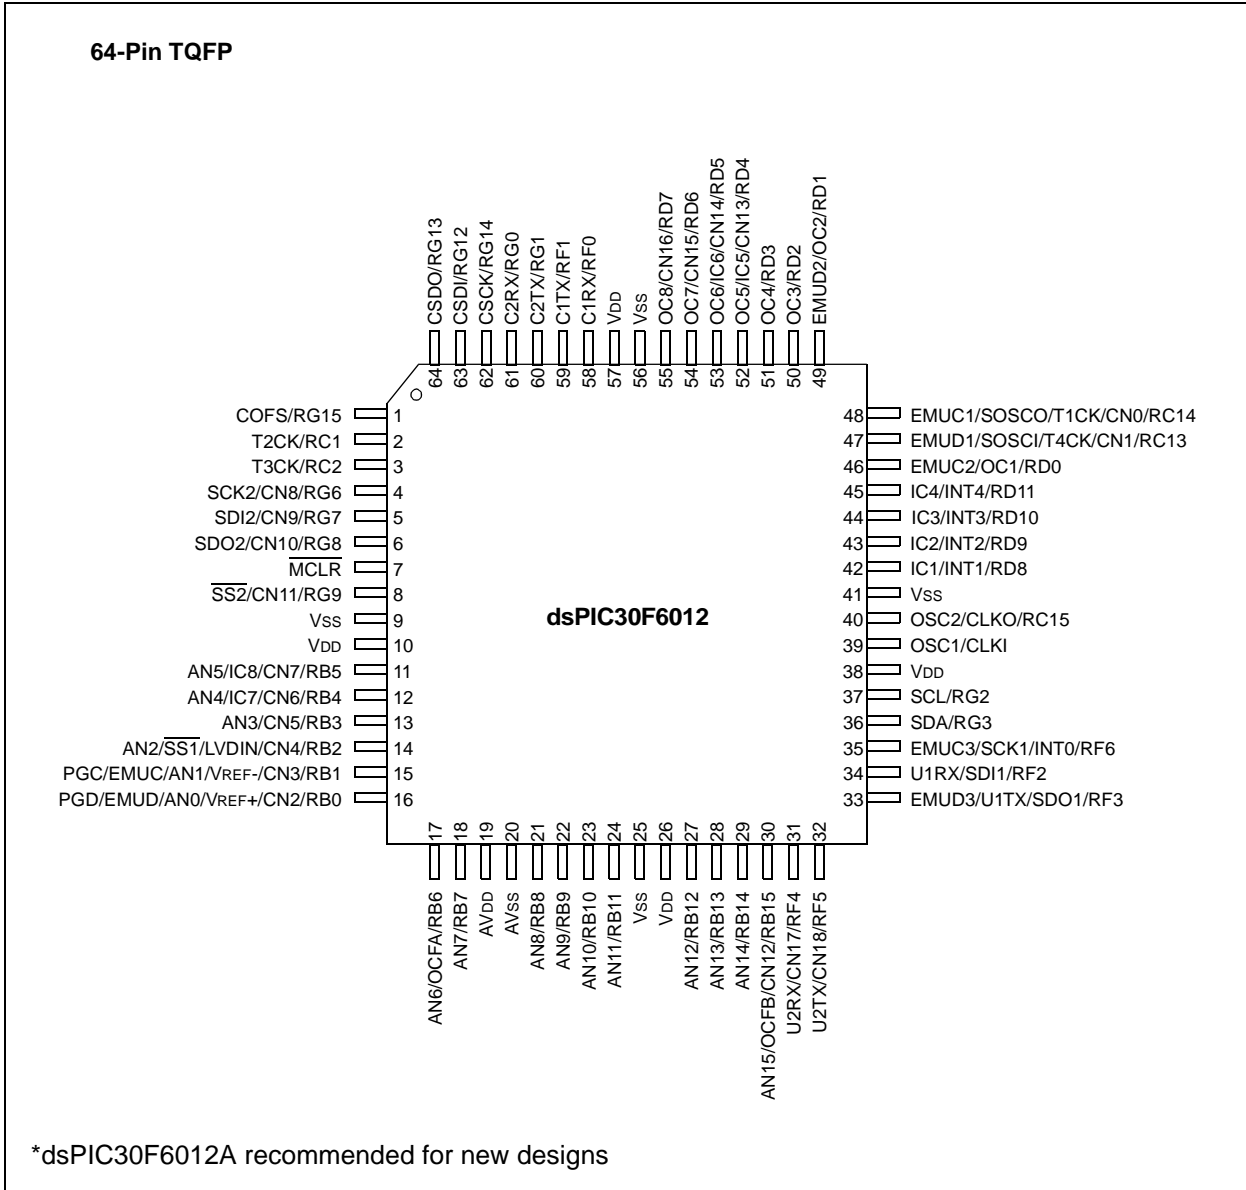 64-Pin TQFP
CSDO/RG13
CSDI/RG12
CSCK/RG14
C2RX/RG0
C2TX/RG1
C1TX/RF1
C1RX/RF0
VDD
VSS
OC8/CN16/RD7
OC7/CN15/RD6
OC6/IC6/CN14/RD5
OC5/IC5/CN13/RD4
OC4/RD3
OC3/RD2
EMUD2/OC2/RD1
64 63 62 61 60 59 58 57 56 55 54 53 52 51 50 49
COFS/RG15 1
T2CK/RC1 2
T3CK/RC2 3
SCK2/CN8/RG6 4
SDI2/CN9/RG7 5
SDO2/CN10/RG8 6
MCLR 7
SS2/CN11/RG9 8
VSS 9
VDD 10
AN5/IC8/CN7/RB5 11
AN4/IC7/CN6/RB4 12
AN3/CN5/RB3 13
AN2/SS1/LVDIN/CN4/RB2 14
PGC/EMUC/AN1/VREF-/CN3/RB1 15
PGD/EMUD/AN0/VREF+/CN2/RB0 16
dsPIC30F6012
48 EMUC1/SOSCO/T1CK/CN0/RC14
47 EMUD1/SOSCI/T4CK/CN1/RC13
46 EMUC2/OC1/RD0
45 IC4/INT4/RD11
44 IC3/INT3/RD10
43 IC2/INT2/RD9
42 IC1/INT1/RD8
41 VSS
40 OSC2/CLKO/RC15
39 OSC1/CLKI
38 VDD
37 SCL/RG2
36 SDA/RG3
35 EMUC3/SCK1/INT0/RF6
34 U1RX/SDI1/RF2
33 EMUD3/U1TX/SDO1/RF3
17 18 19 20 21 22 23 24 25 26 27 28 29 30 31 32
AN6/OCFA/RB6
AN7/RB7
AVDD
AVSS
AN8/RB8
AN9/RB9
AN10/RB10
AN11/RB11
VSS
VDD
AN12/RB12
AN13/RB13
AN14/RB14
AN15/OCFB/CN12/RB15
U2RX/CN17/RF4
U2TX/CN18/RF5
*dsPIC30F6012A recommended for new designs